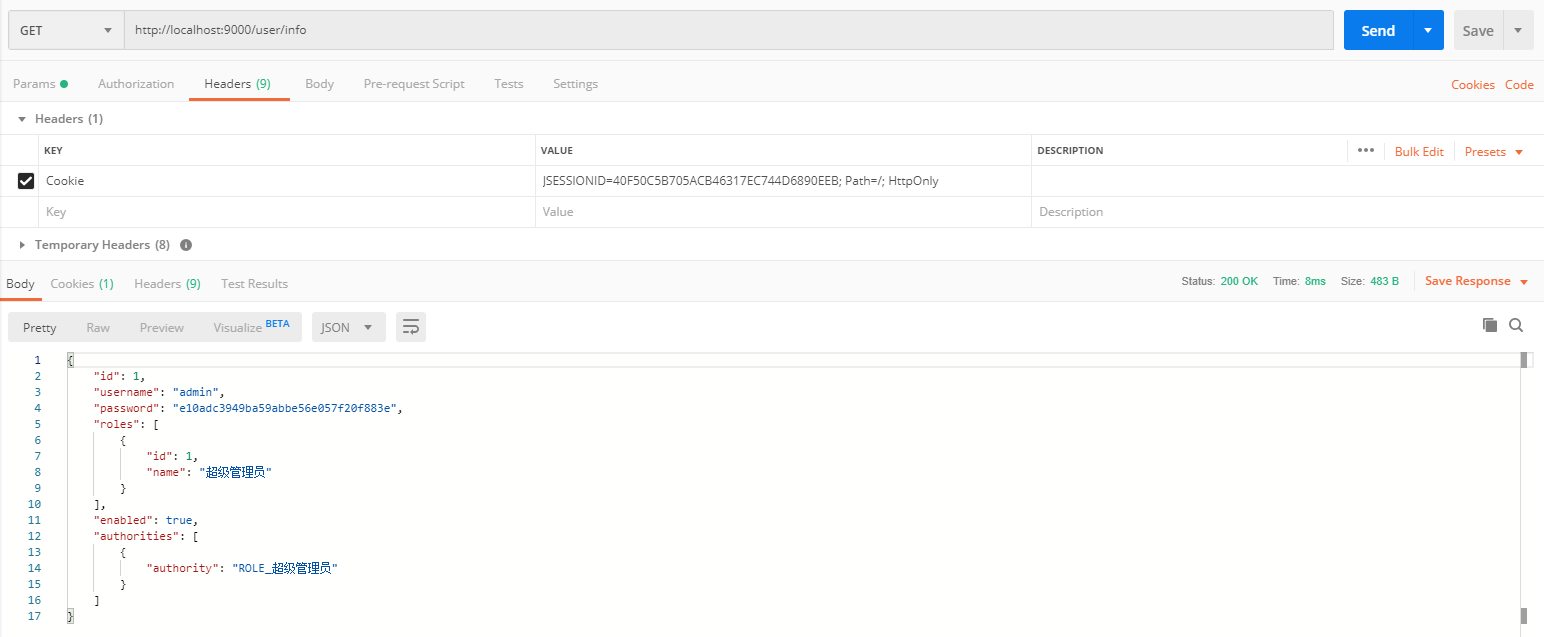 GET http://localhost:9000/user/info Send Save
Params Authorization Headers (9) Body Pre-request Script Tests Settings Cookies Code
Headers (1)
KEY VALUE DESCRIPTION ••• Bulk Edit Presets
Cookie JSESSIONID=40F50C5B705ACB46317EC744D6890EEB; Path=/; HttpOnly
Key Value Description
Temporary Headers (8) i
Body Cookies (1) Headers (9) Test Results Status: 200 OK Time: 8ms Size: 483 B Save Response
Pretty Raw Preview Visualize BETA JSON
1 {
2 "id": 1,
3 "username": "admin",
4 "password": "e10adc3949ba59abbe56e057f20f883e",
5 "roles": [
6 {
7 "id": 1,
8 "name": "超级管理员"
9 }
10 ],
11 "enabled": true,
12 "authorities": [
13 {
14 "authority": "ROLE_超级管理员"
15 }
16 ]
17 }